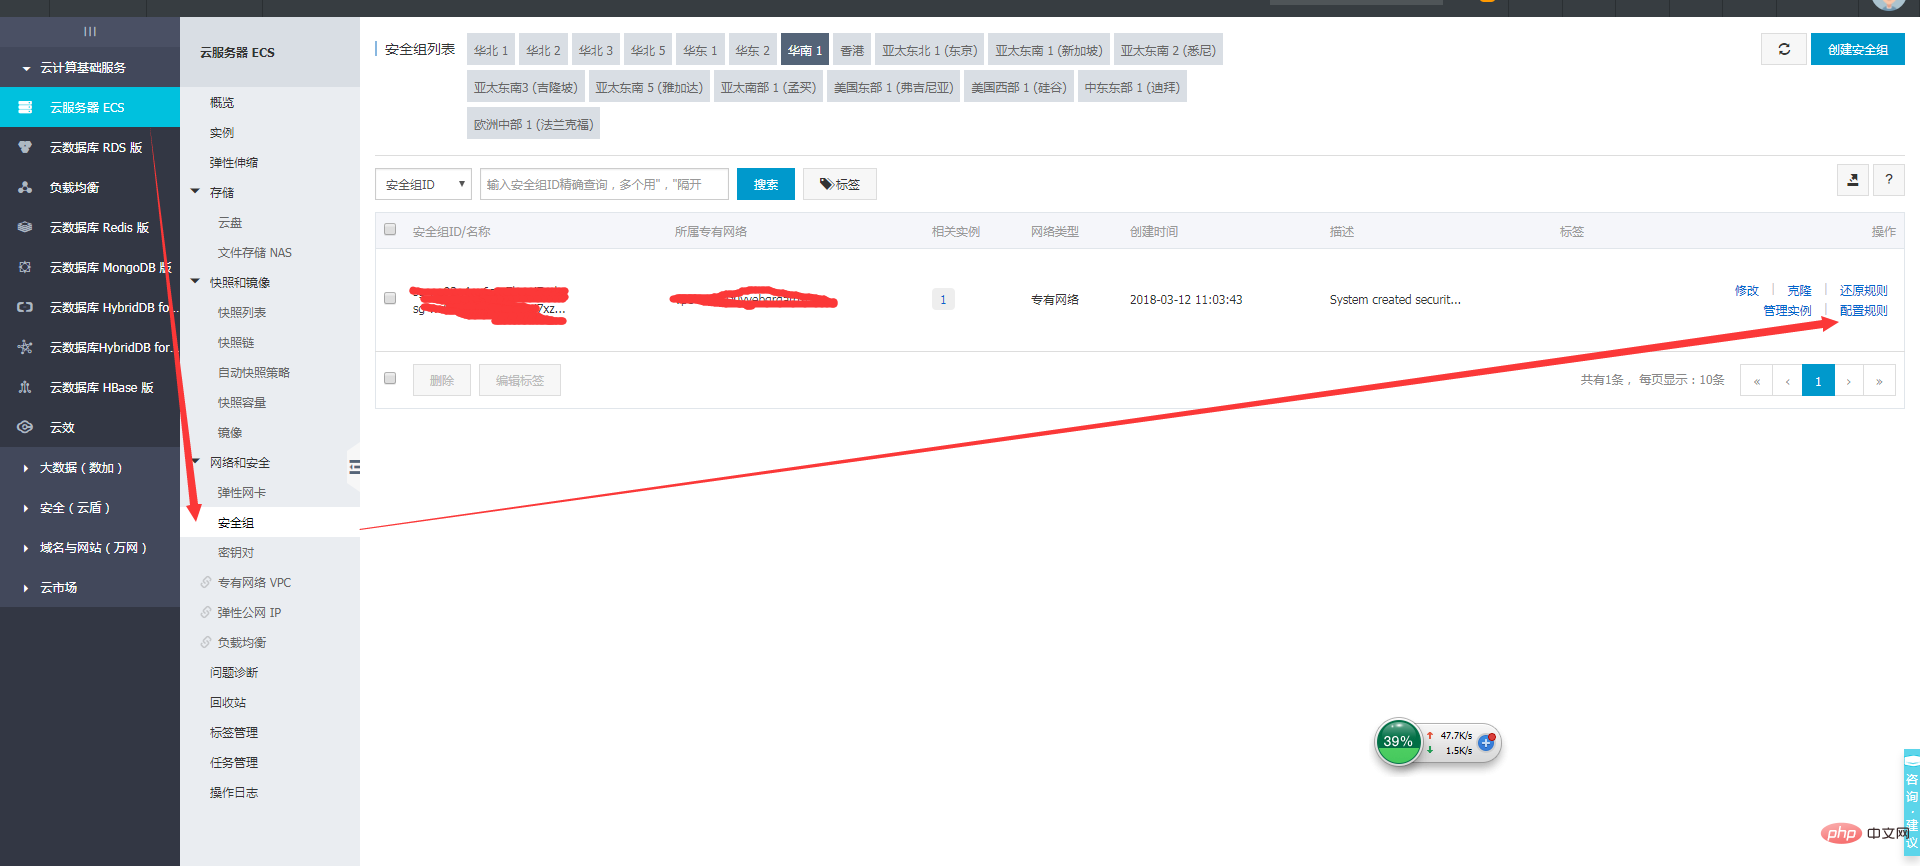 云计算基础服务
云服务器 ECS
云数据库 RDS 版
负载均衡
云数据库 Redis 版
云数据库 MongoDB 版
云数据库 HybridDB fo...
云数据库HybridDB for...
云数据库 HBase 版
云效
大数据（数加）
安全（云盾）
域名与网站（万网）
云市场
云服务器 ECS
概览
实例
弹性伸缩
存储
云盘
文件存储 NAS
快照和镜像
快照列表
快照链
自动快照策略
快照容量
镜像
网络和安全
弹性网卡
安全组
密钥对
专有网络 VPC
弹性公网 IP
负载均衡
问题诊断
回收站
标签管理
任务管理
操作日志
安全组列表 华北 1 华北 2 华北 3 华北 5 华东 1 华东 2 华南 1 香港 亚太东北 1 (东京) 亚太东南 1 (新加坡) 亚太东南 2 (悉尼)
亚太东南3 (吉隆坡) 亚太东南 5 (雅加达) 亚太南部 1 (孟买) 美国东部 1 (弗吉尼亚) 美国西部 1 (硅谷) 中东东部 1 (迪拜)
欧洲中部 1 (法兰克福)
创建安全组
安全组ID 输入安全组ID精确查询，多个用","隔开 搜索 标签 ?
安全组ID/名称 所属专有网络 相关实例 网络类型 创建时间 描述 标签 操作
sg- 7xz... 1 专有网络 2018-03-12 11:03:43 System created securit...
修改 克隆 还原规则
管理实例 配置规则
删除 编辑标签 共有1条， 每页显示：10条 « ‹ 1 › »
39% 47.7K/s
1.5K/s
咨询·建议
php 中文网